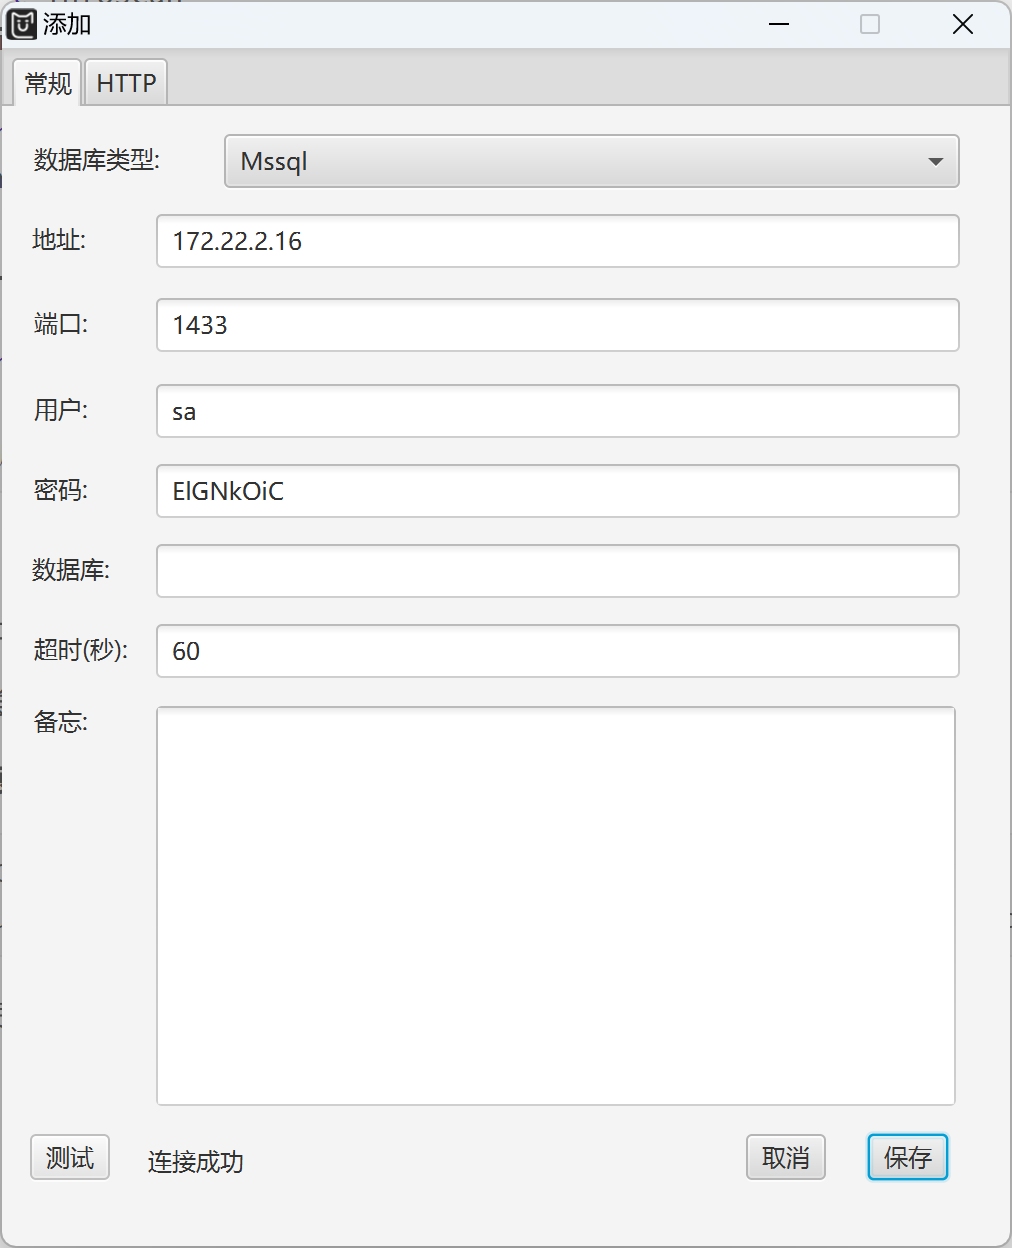 添加
常规
HTTP
数据库类型:
Mssql
地址:
172.22.2.16
端口:
1433
用户:
sa
密码:
ElGNkOiC
数据库:
超时(秒):
60
备忘:
测试
连接成功
取消
保存